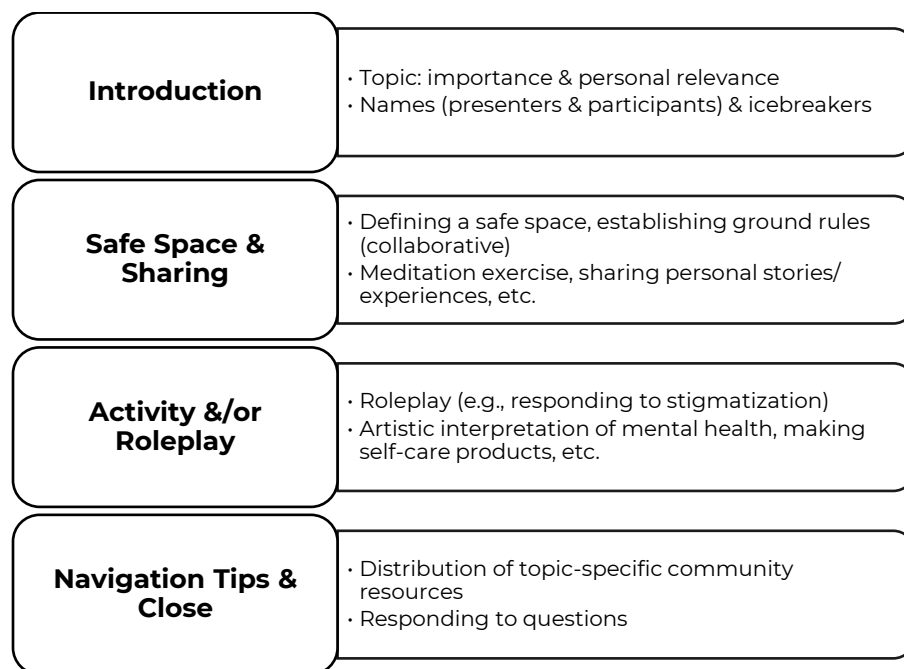 Introduction
· Topic: importance & personal relevance
· Names (presenters & participants) & icebreakers
Safe Space &
Sharing
· Defining a safe space, establishing ground rules
(collaborative)
· Meditation exercise, sharing personal stories/
experiences, etc.
Activity &/or
Roleplay
· Roleplay (e.g., responding to stigmatization)
· Artistic interpretation of mental health, making
self-care products, etc.
Navigation Tips &
Close
· Distribution of topic-specific community
resources
· Responding to questions